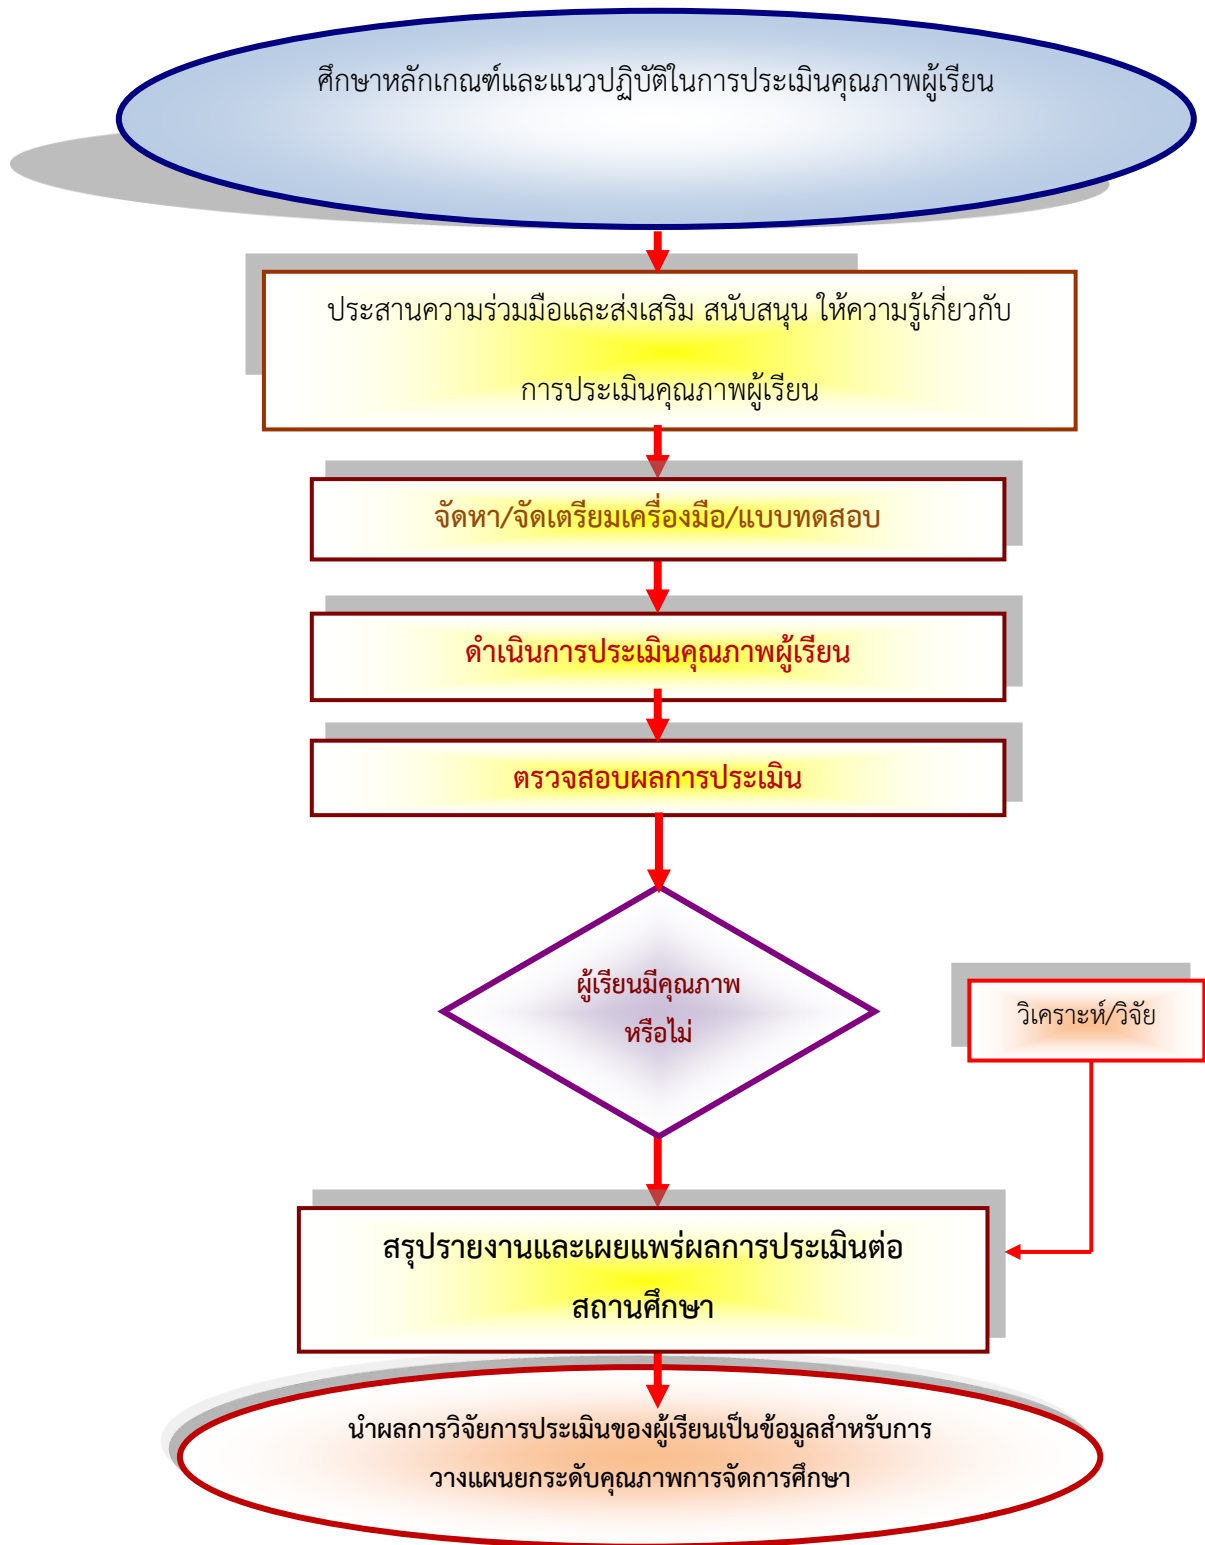 ศึกษาหลักเกณฑ์และแนวปฏิบัติในการประเมินคุณภาพผู้เรียน
ประสานความร่วมมือและส่งเสริม สนับสนุน ให้ความรู้เกี่ยวกับ
การประเมินคุณภาพผู้เรียน
จัดหา/จัดเตรียมเครื่องมือ/แบบทดสอบ
ดำเนินการประเมินคุณภาพผู้เรียน
ตรวจสอบผลการประเมิน
ผู้เรียนมีคุณภาพ
หรือไม่
วิเคราะห์/วิจัย
สรุปรายงานและเผยแพร่ผลการประเมินต่อ
สถานศึกษา
นำผลการวิจัยการประเมินของผู้เรียนเป็นข้อมูลสำหรับการ
วางแผนยกระดับคุณภาพการจัดการศึกษา